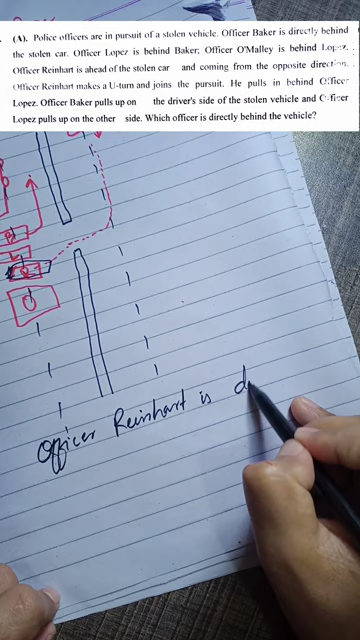 (A). Police officers are in pursuit of a stolen vehicle. Officer Baker is directly behind
the stolen car. Officer Lopez is behind Baker; Officer O'Malley is behind Lopez.
Officer Reinhart is ahead of the stolen car and coming from the opposite direction.
Officer Reinhart makes a U-turn and joins the pursuit. He pulls in behind Officer
Lopez. Officer Baker pulls up on the driver's side of the stolen vehicle and Officer
Lopez pulls up on the other side. Which officer is directly behind the vehicle?
B
L
R
O
Officer Reinhart is d